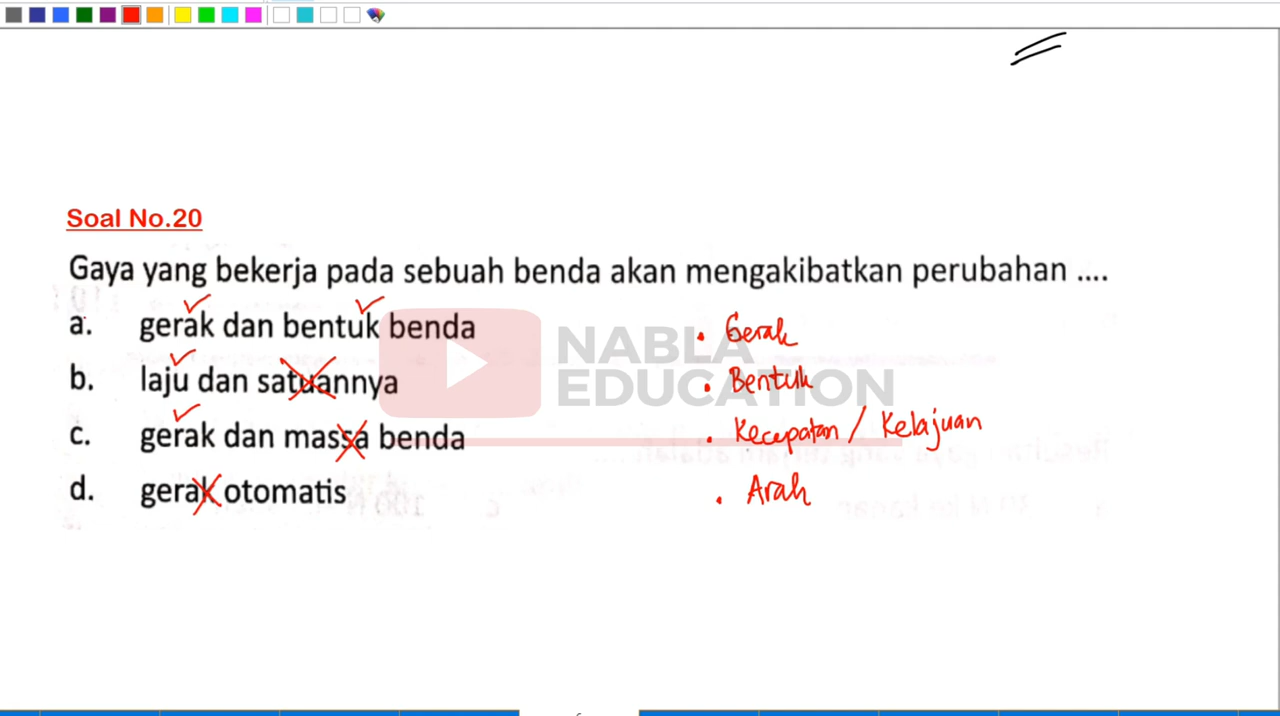 Soal No.20
Gaya yang bekerja pada sebuah benda akan mengakibatkan perubahan ....
a. gerak dan bentuk benda
b. laju dan satuannya
c. gerak dan massa benda
d. gerak otomatis
• Gerak
• Bentuk
• Kecepatan / Kelajuan
• Arah
NABLA
EDUCATION